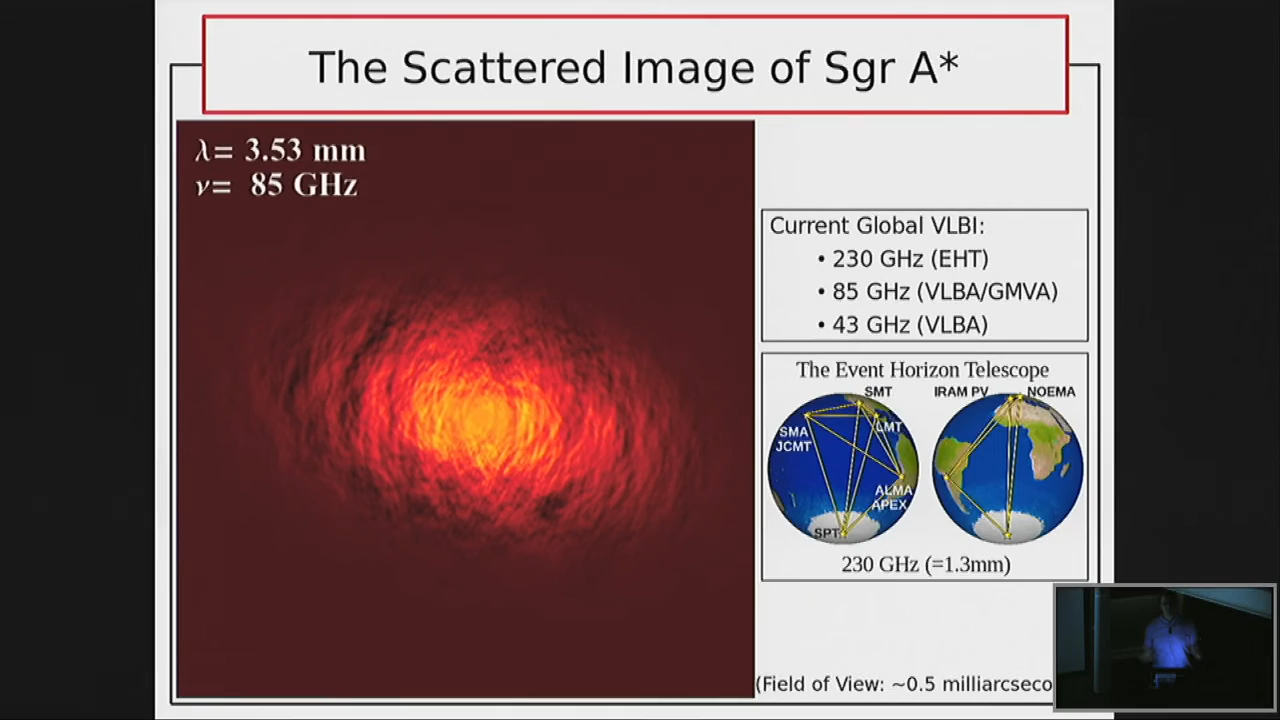 The Scattered Image of Sgr A*
λ= 3.53 mm
ν= 85 GHz
Current Global VLBI:
• 230 GHz (EHT)
• 85 GHz (VLBA/GMVA)
• 43 GHz (VLBA)
The Event Horizon Telescope
SMT
IRAM PV
NOEMA
SMA
JCMT
LMT
ALMA
APEX
SPT
230 GHz (=1.3mm)
(Field of View: ~0.5 milliarcseco